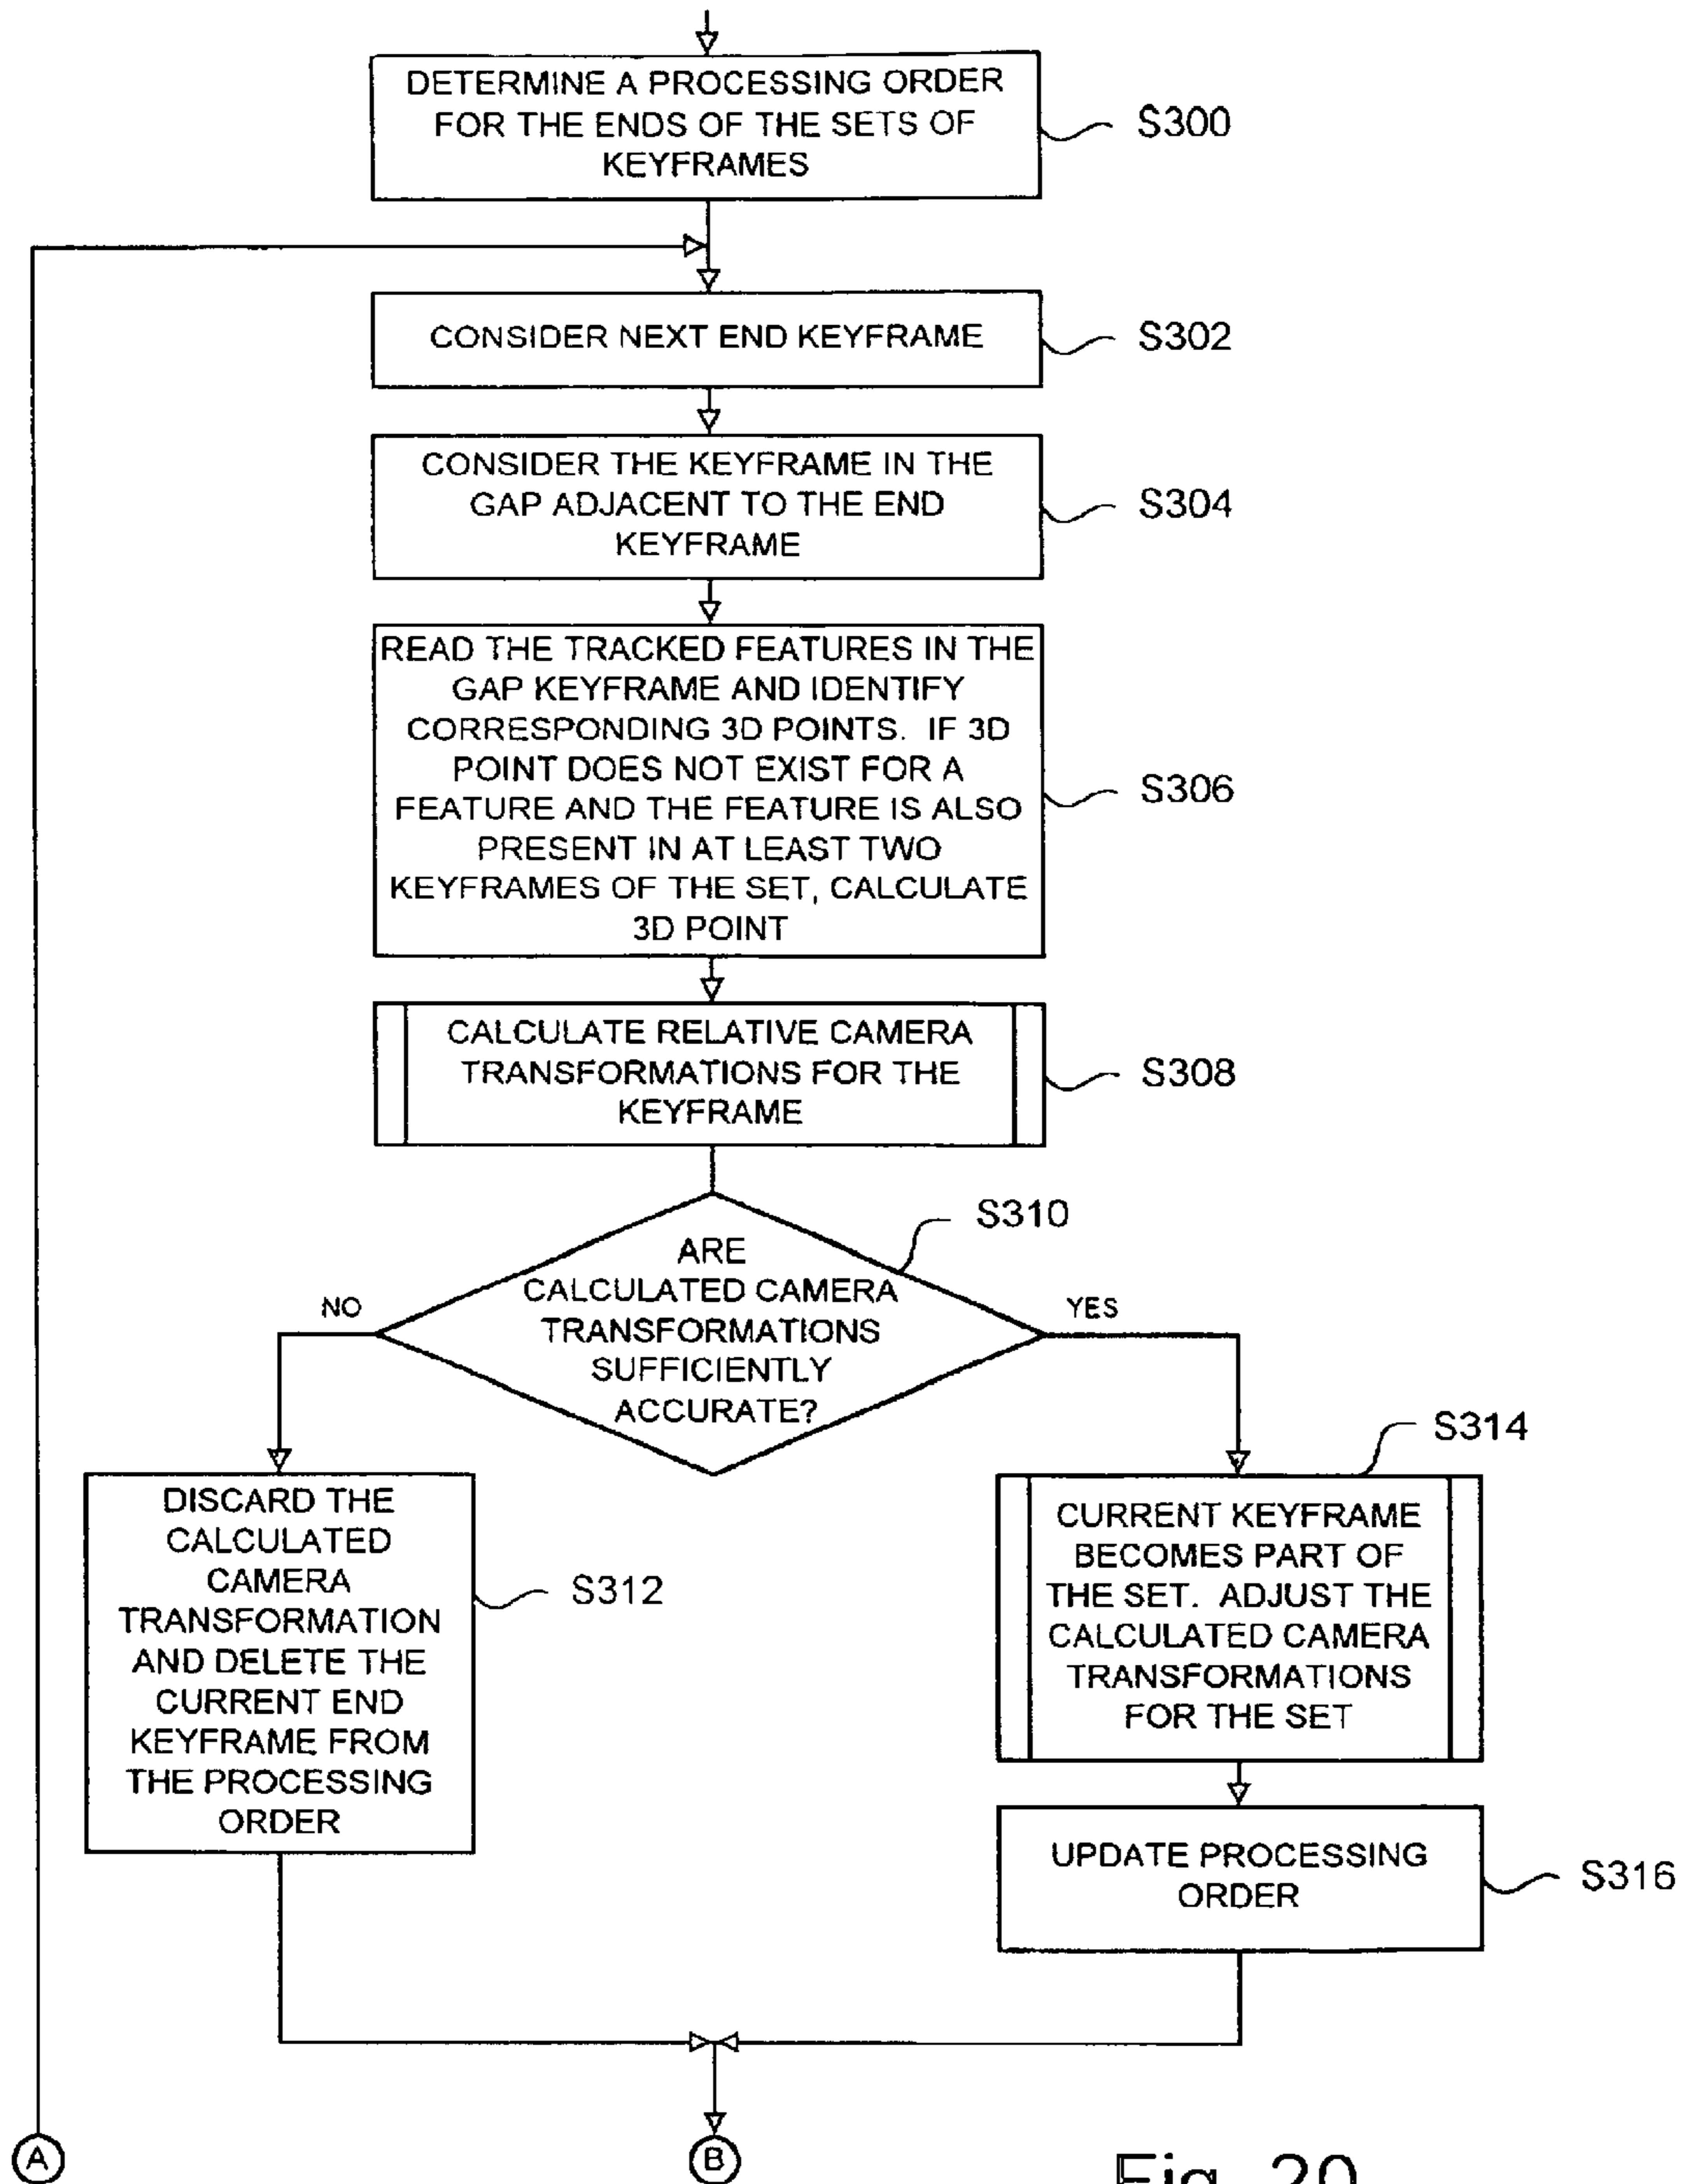 DETERMINE A PROCESSING ORDER
FOR THE ENDS OF THE SETS OF
KEYFRAMES
S300
CONSIDER NEXT END KEYFRAME
S302
CONSIDER THE KEYFRAME IN THE
GAP ADJACENT TO THE END
KEYFRAME
S304
READ THE TRACKED FEATURES IN THE
GAP KEYFRAME AND IDENTIFY
CORRESPONDING 3D POINTS. IF 3D
POINT DOES NOT EXIST FOR A
FEATURE AND THE FEATURE IS ALSO
PRESENT IN AT LEAST TWO
KEYFRAMES OF THE SET, CALCULATE
3D POINT
S306
CALCULATE RELATIVE CAMERA
TRANSFORMATIONS FOR THE
KEYFRAME
S308
ARE
CALCULATED CAMERA
TRANSFORMATIONS
SUFFICIENTLY
ACCURATE?
S310
NO
YES
DISCARD THE
CALCULATED
CAMERA
TRANSFORMATION
AND DELETE THE
CURRENT END
KEYFRAME FROM
THE PROCESSING
ORDER
S312
S314
CURRENT KEYFRAME
BECOMES PART OF
THE SET. ADJUST THE
CALCULATED CAMERA
TRANSFORMATIONS
FOR THE SET
UPDATE PROCESSING
ORDER
S316
A
B
Fig. 20